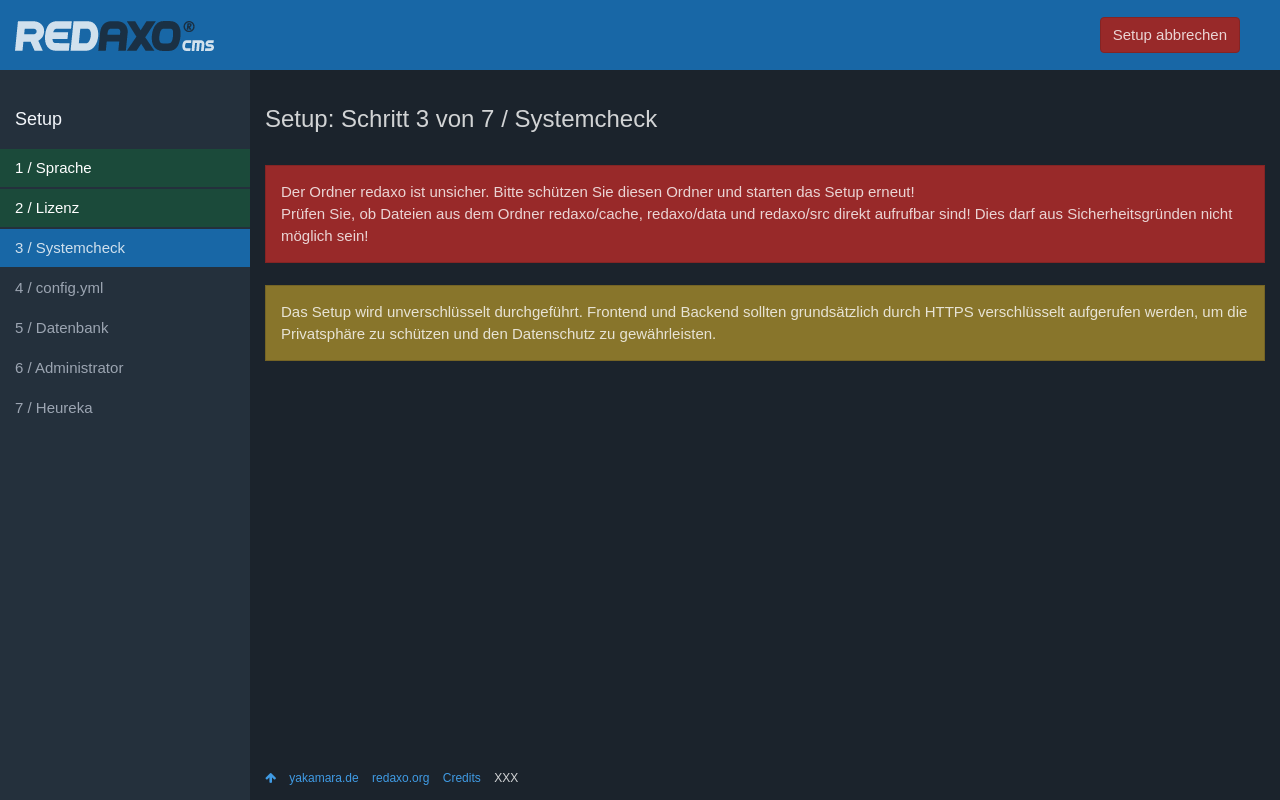 REDAXO® cms
Setup abbrechen
Setup
1 / Sprache
2 / Lizenz
3 / Systemcheck
4 / config.yml
5 / Datenbank
6 / Administrator
7 / Heureka
Setup: Schritt 3 von 7 / Systemcheck
Der Ordner redaxo ist unsicher. Bitte schützen Sie diesen Ordner und starten das Setup erneut!
Prüfen Sie, ob Dateien aus dem Ordner redaxo/cache, redaxo/data und redaxo/src direkt aufrufbar sind! Dies darf aus Sicherheitsgründen nicht
möglich sein!
Das Setup wird unverschlüsselt durchgeführt. Frontend und Backend sollten grundsätzlich durch HTTPS verschlüsselt aufgerufen werden, um die
Privatsphäre zu schützen und den Datenschutz zu gewährleisten.
yakamara.de redaxo.org Credits XXX